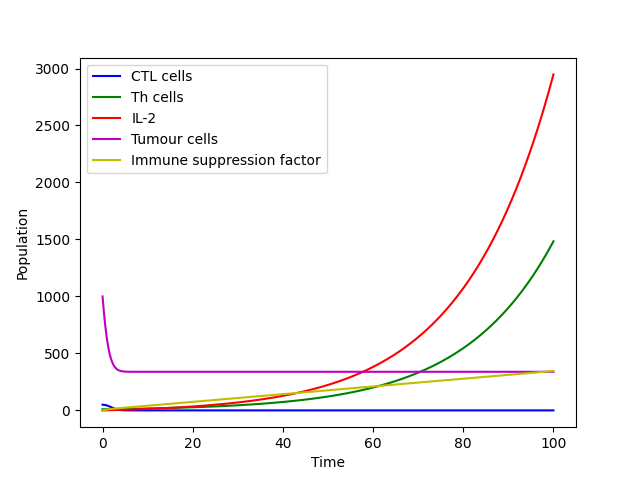 CTL cells
Th cells
IL-2
Tumour cells
Immune suppression factor
3000
2500
2000
1500
1000
500
0
Population
0 20 40 60 80 100
Time